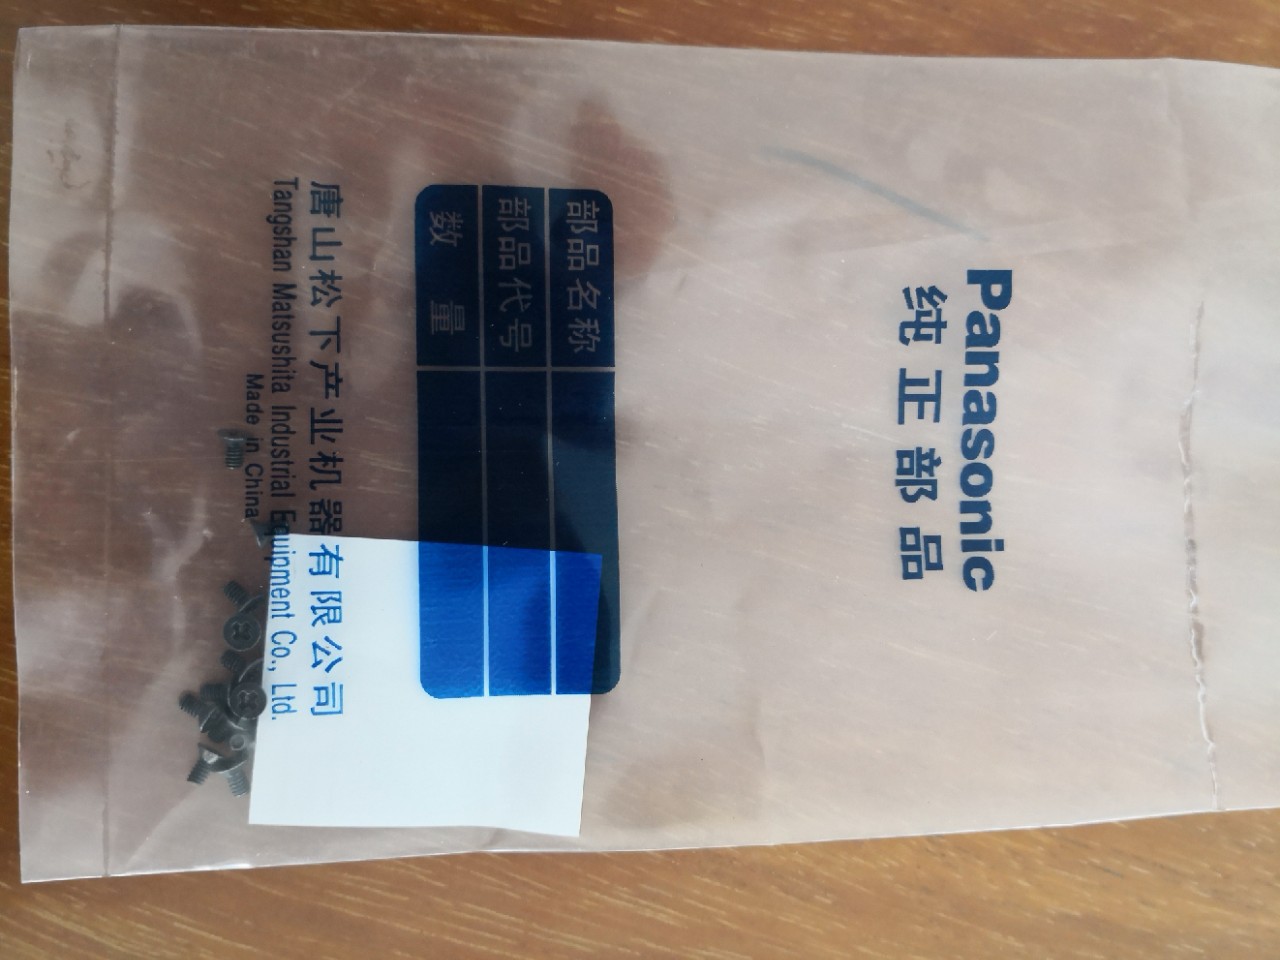 Panasonic
纯正部品
部品名称
部品代号
数量
唐山松下产业机器有限公司
Tangshan Matsushita Industrial Equipment Co., Ltd.
Made in China